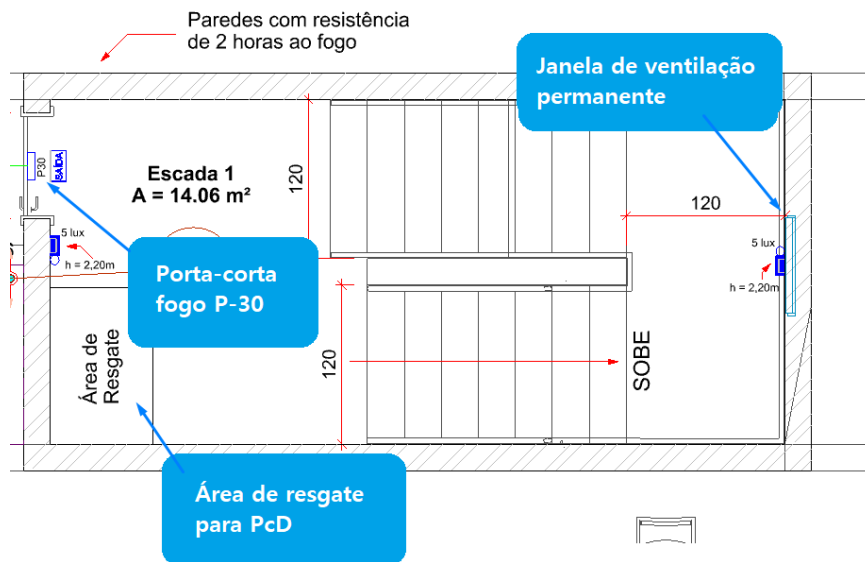 Paredes com resistência
de 2 horas ao fogo
Janela de ventilação
permanente
P30
SAÍDA
Escada 1
A = 14.06 m²
120
120
5 lux
h = 2,20m
5 lux
h = 2,20m
Porta-corta
fogo P-30
Área de
Resgate
120
SOBE
Área de resgate
para PcD